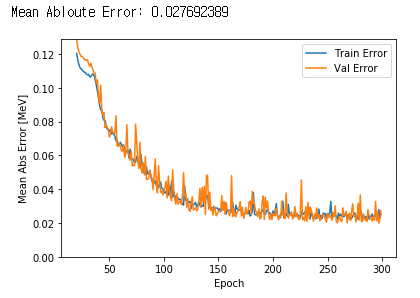 Mean Abloute Error: 0.027692389
Train Error
Val Error
Mean Abs Error [MeV]
0.12
0.10
0.08
0.06
0.04
0.02
0.00
50 100 150 200 250 300
Epoch